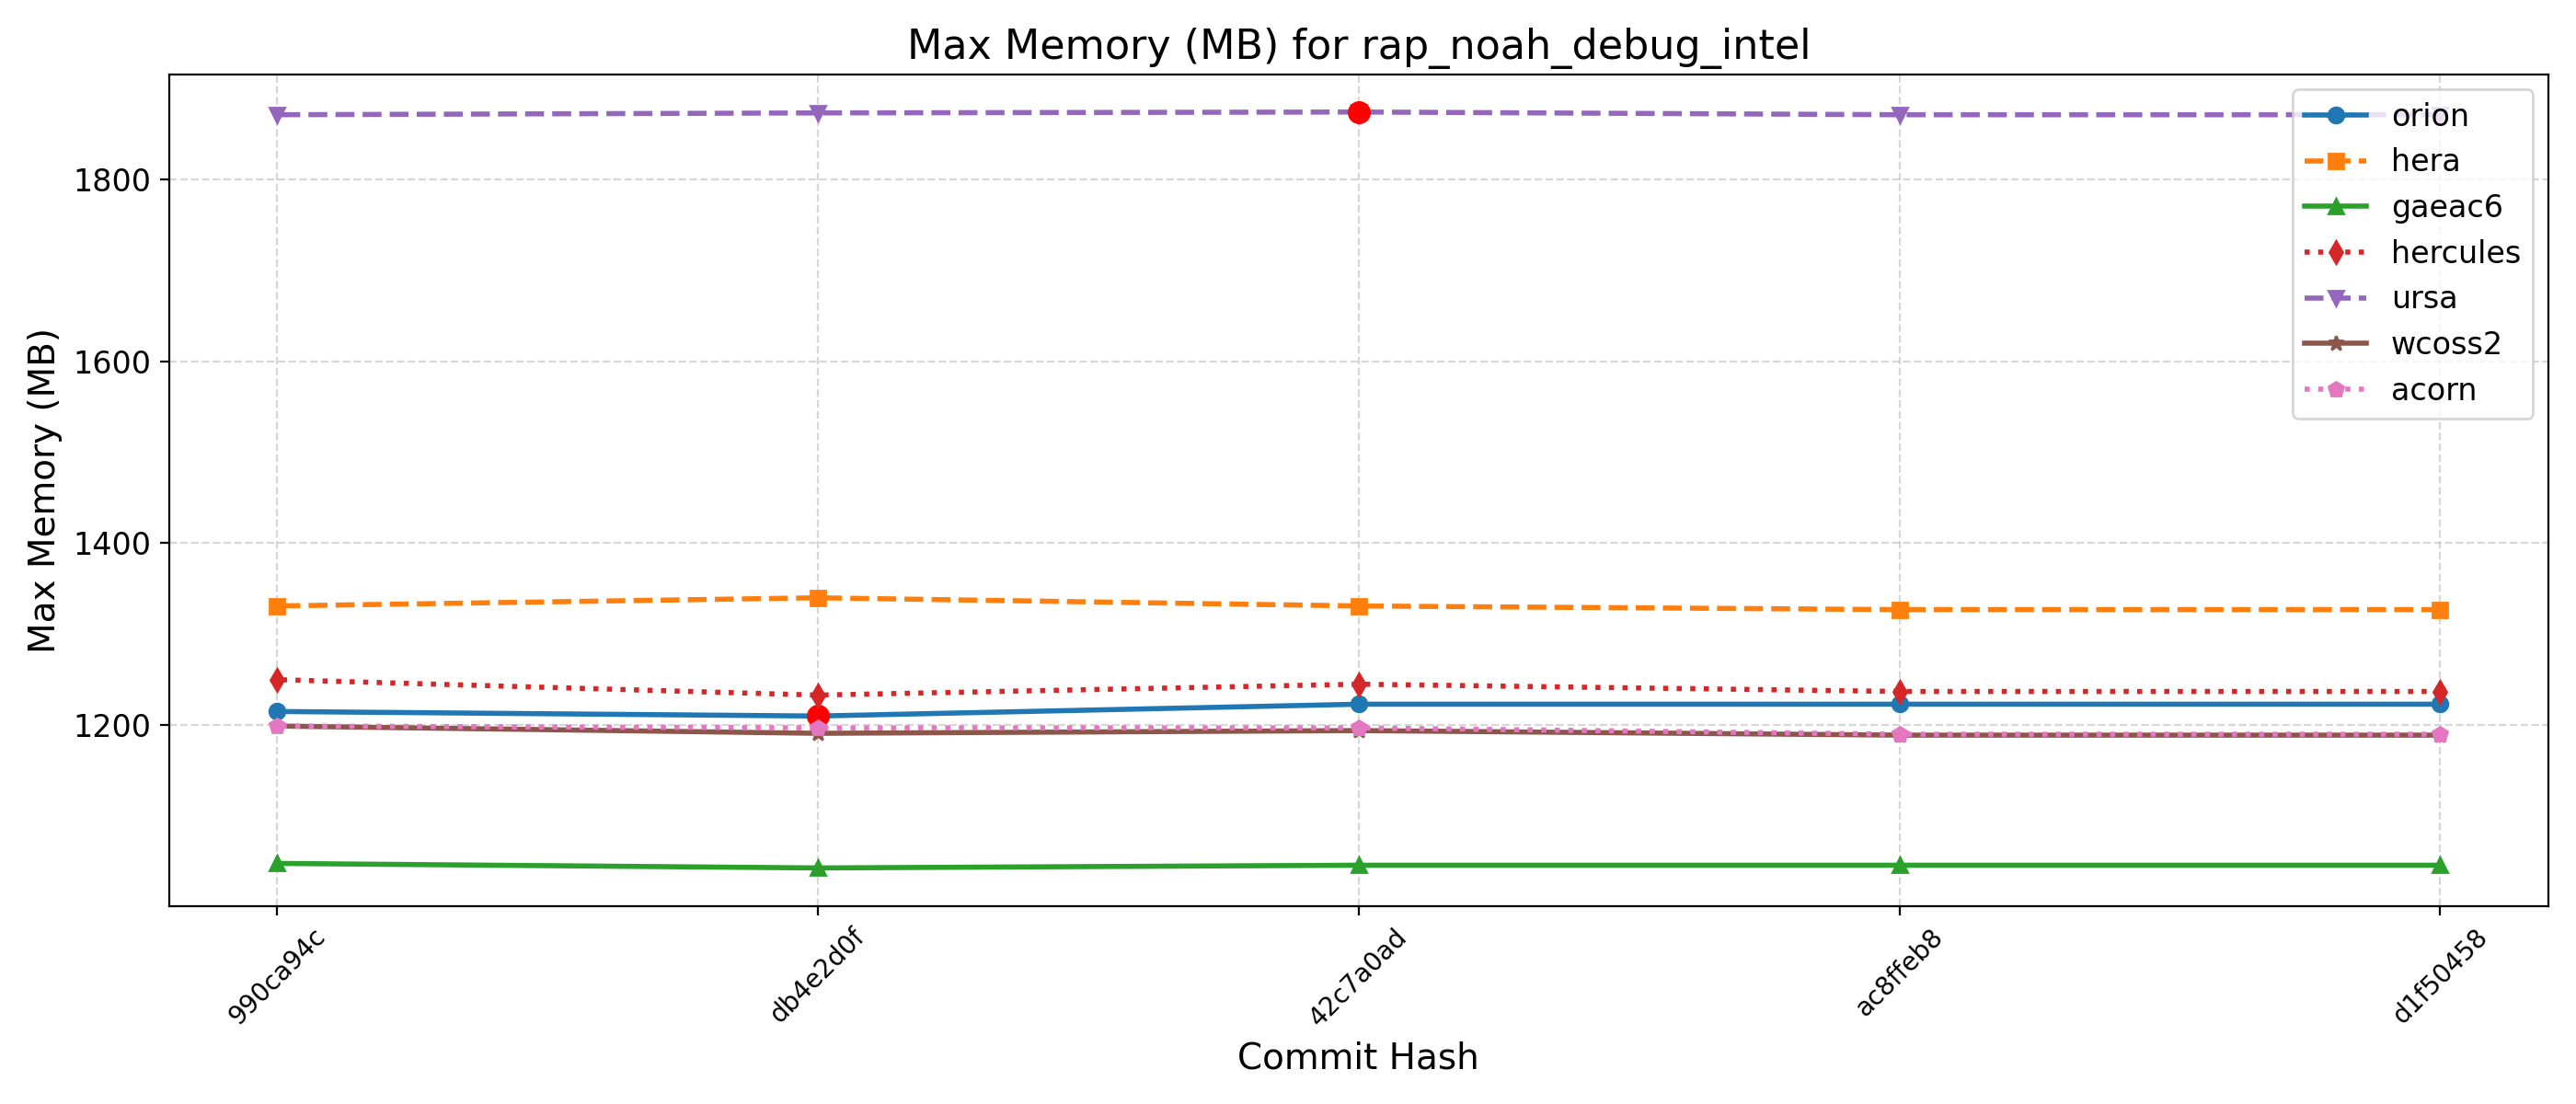 Max Memory (MB) for rap_noah_debug_intel
Max Memory (MB)
1800
1600
1400
1200
orion
hera
gaeac6
hercules
ursa
wcoss2
acorn
990ca94c
db4e2d0f
42c7a0ad
ac8ffeb8
d1f50458
Commit Hash